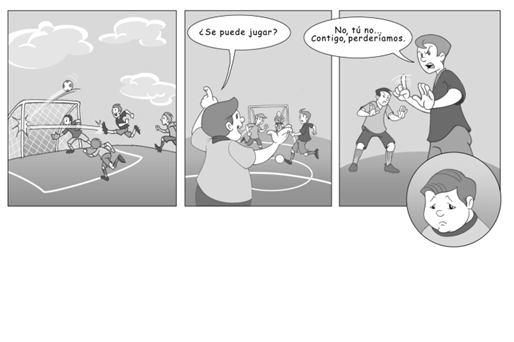 ¿Se puede jugar?
No, tú no...
Contigo, perderíamos.